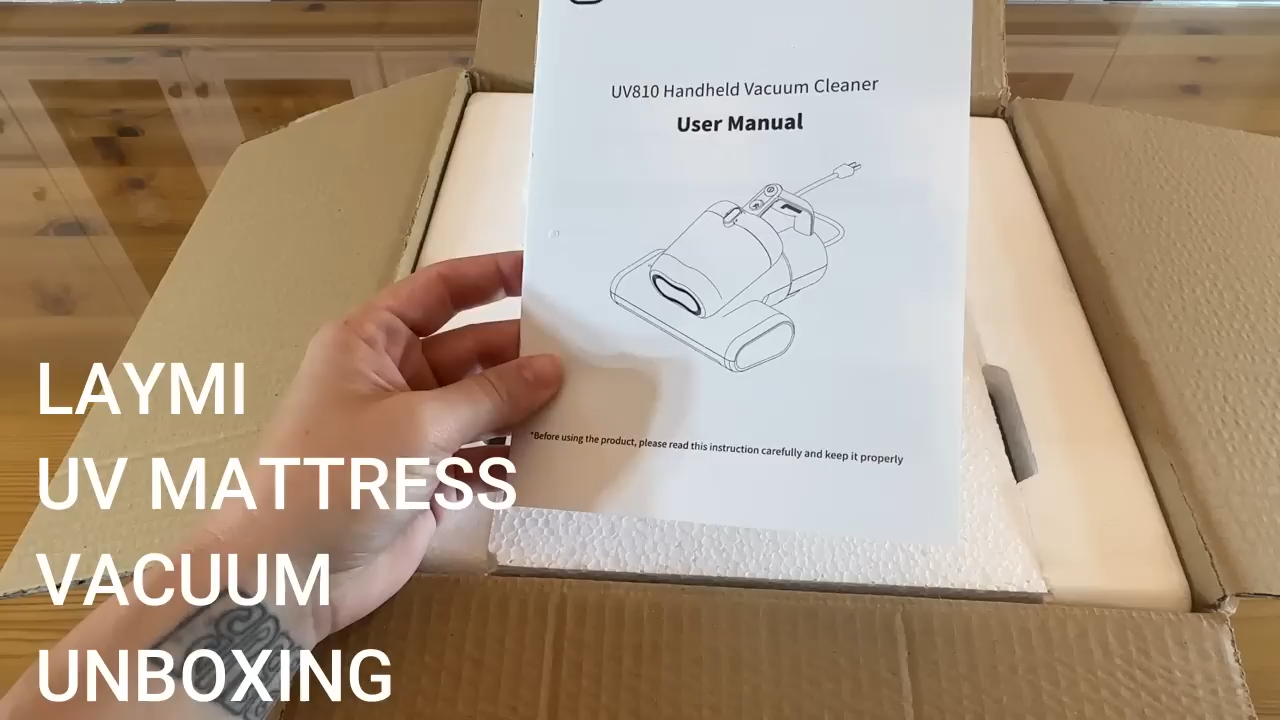 UV810 Handheld Vacuum Cleaner
User Manual
*Before using the product, please read this instruction carefully and keep it properly
LAYMI
UV MATTRESS
VACUUM
UNBOXING